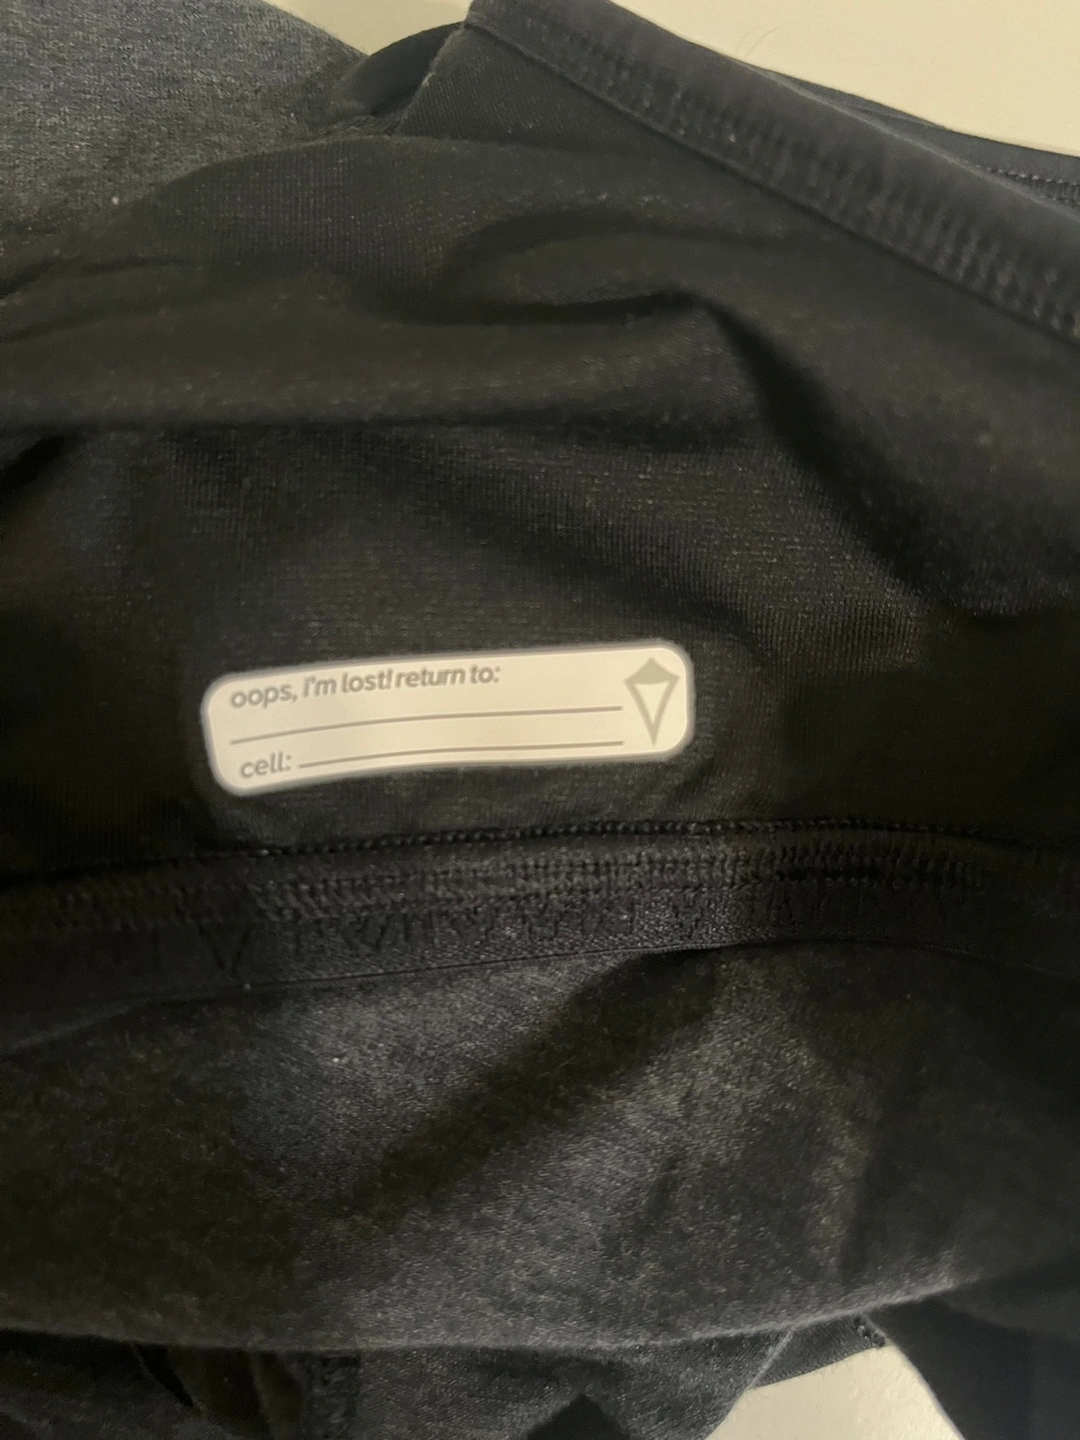 oops, i'm lost! return to:
cell: